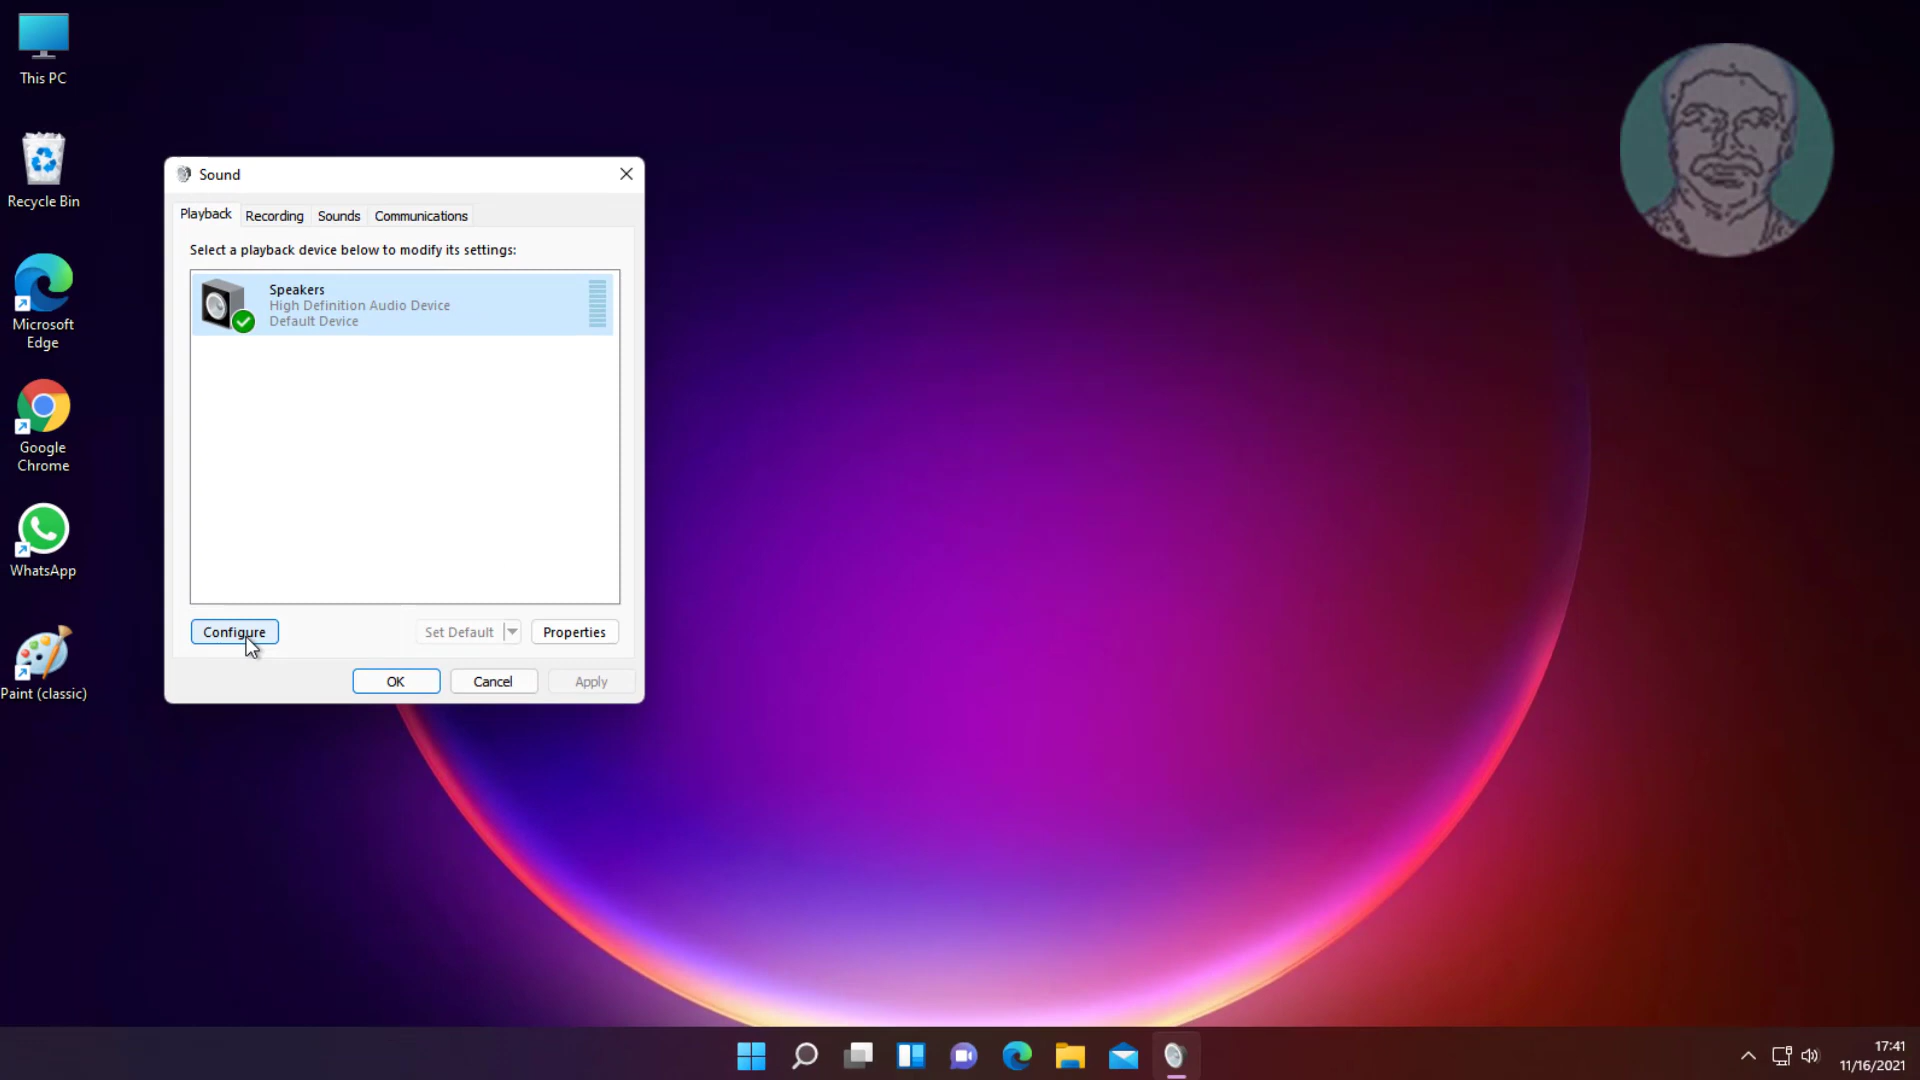 This PC
Recycle Bin
Microsoft
Edge
Google
Chrome
WhatsApp
Paint (classic)
Sound
Playback
Recording
Sounds
Communications
Select a playback device below to modify its settings:
Speakers
High Definition Audio Device
Default Device
Configure
Set Default
Properties
OK
Cancel
Apply
17:41
11/16/2021